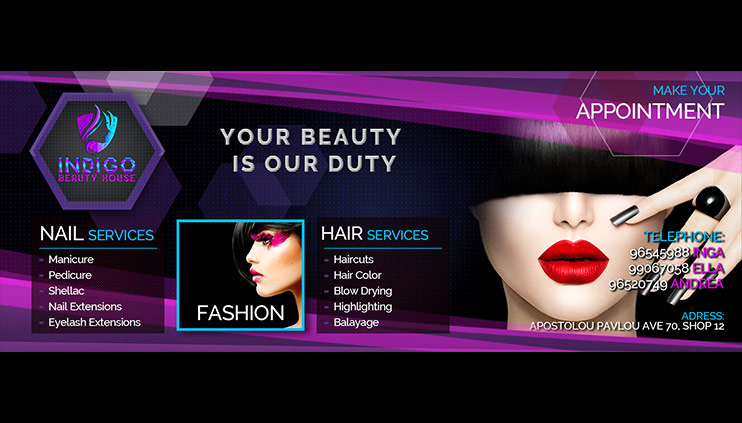 INDIGO
BEAUTY HOUSE
YOUR BEAUTY
IS OUR DUTY
MAKE YOUR
APPOINTMENT
NAIL SERVICES
Manicure
Pedicure
Shellac
Nail Extensions
Eyelash Extensions
FASHION
HAIR SERVICES
Haircuts
Hair Color
Blow Drying
Highlighting
Balayage
TELEPHONE:
96545988 INGA
99067058 ELLA
96520749 ANDREA
ADRESS:
APOSTOLOU PAVLOU AVE 70, SHOP 12